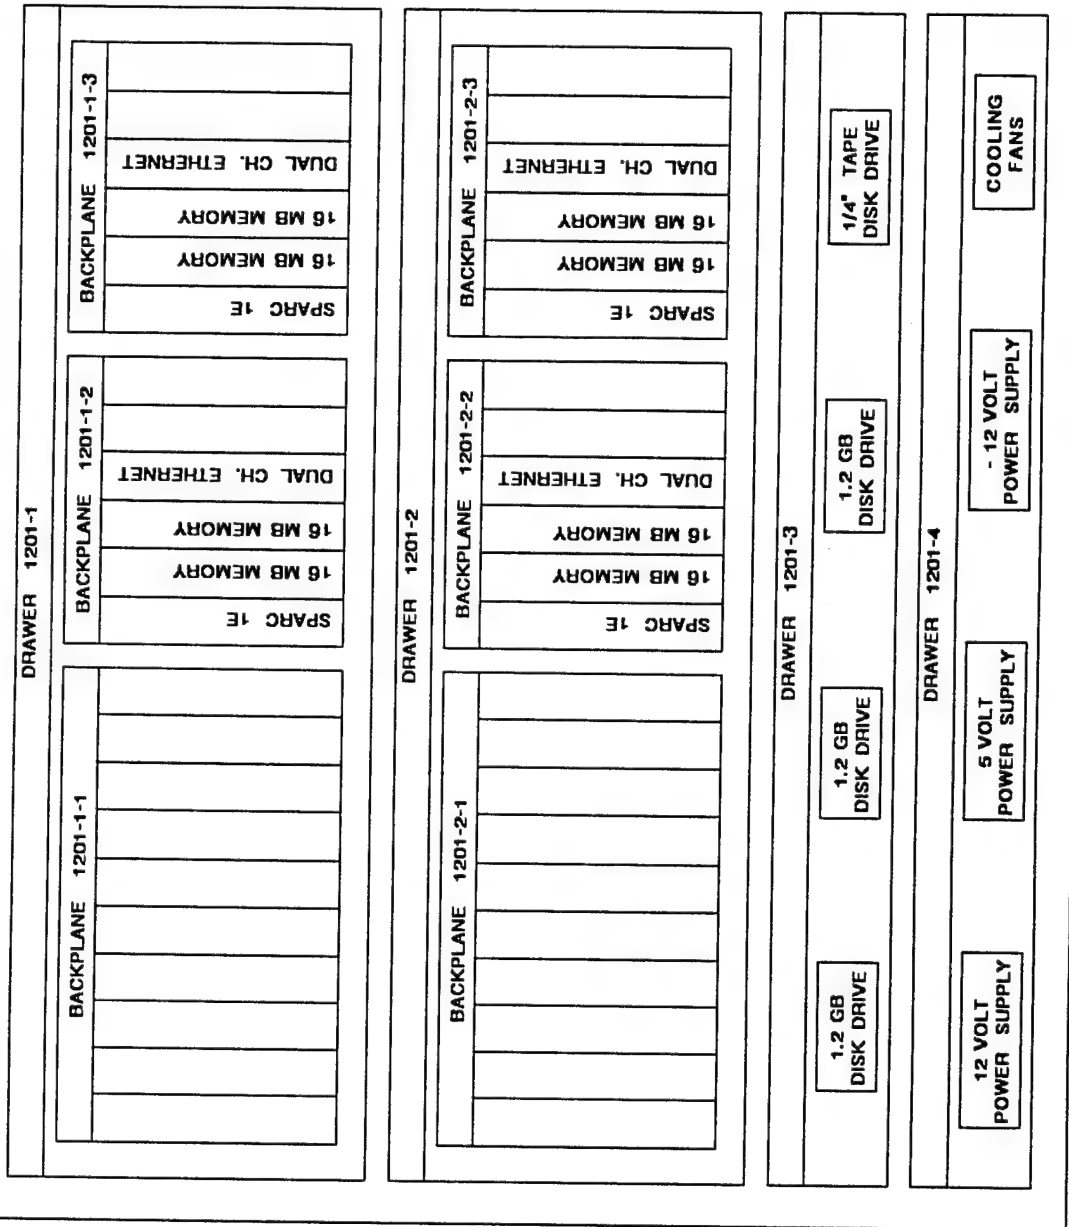 DRAWER 1201-1
BACKPLANE 1201-1-1
BACKPLANE 1201-1-2
SPARC 1E
16 MB MEMORY
16 MB MEMORY
DUAL CH. ETHERNET
BACKPLANE 1201-1-3
SPARC 1E
16 MB MEMORY
16 MB MEMORY
DUAL CH. ETHERNET
DRAWER 1201-2
BACKPLANE 1201-2-1
BACKPLANE 1201-2-2
SPARC 1E
16 MB MEMORY
16 MB MEMORY
DUAL CH. ETHERNET
BACKPLANE 1201-2-3
SPARC 1E
16 MB MEMORY
16 MB MEMORY
DUAL CH. ETHERNET
DRAWER 1201-3
1.2 GB
DISK DRIVE
1.2 GB
DISK DRIVE
1.2 GB
DISK DRIVE
1/4" TAPE
DISK DRIVE
DRAWER 1201-4
12 VOLT
POWER SUPPLY
5 VOLT
POWER SUPPLY
- 12 VOLT
POWER SUPPLY
COOLING
FANS